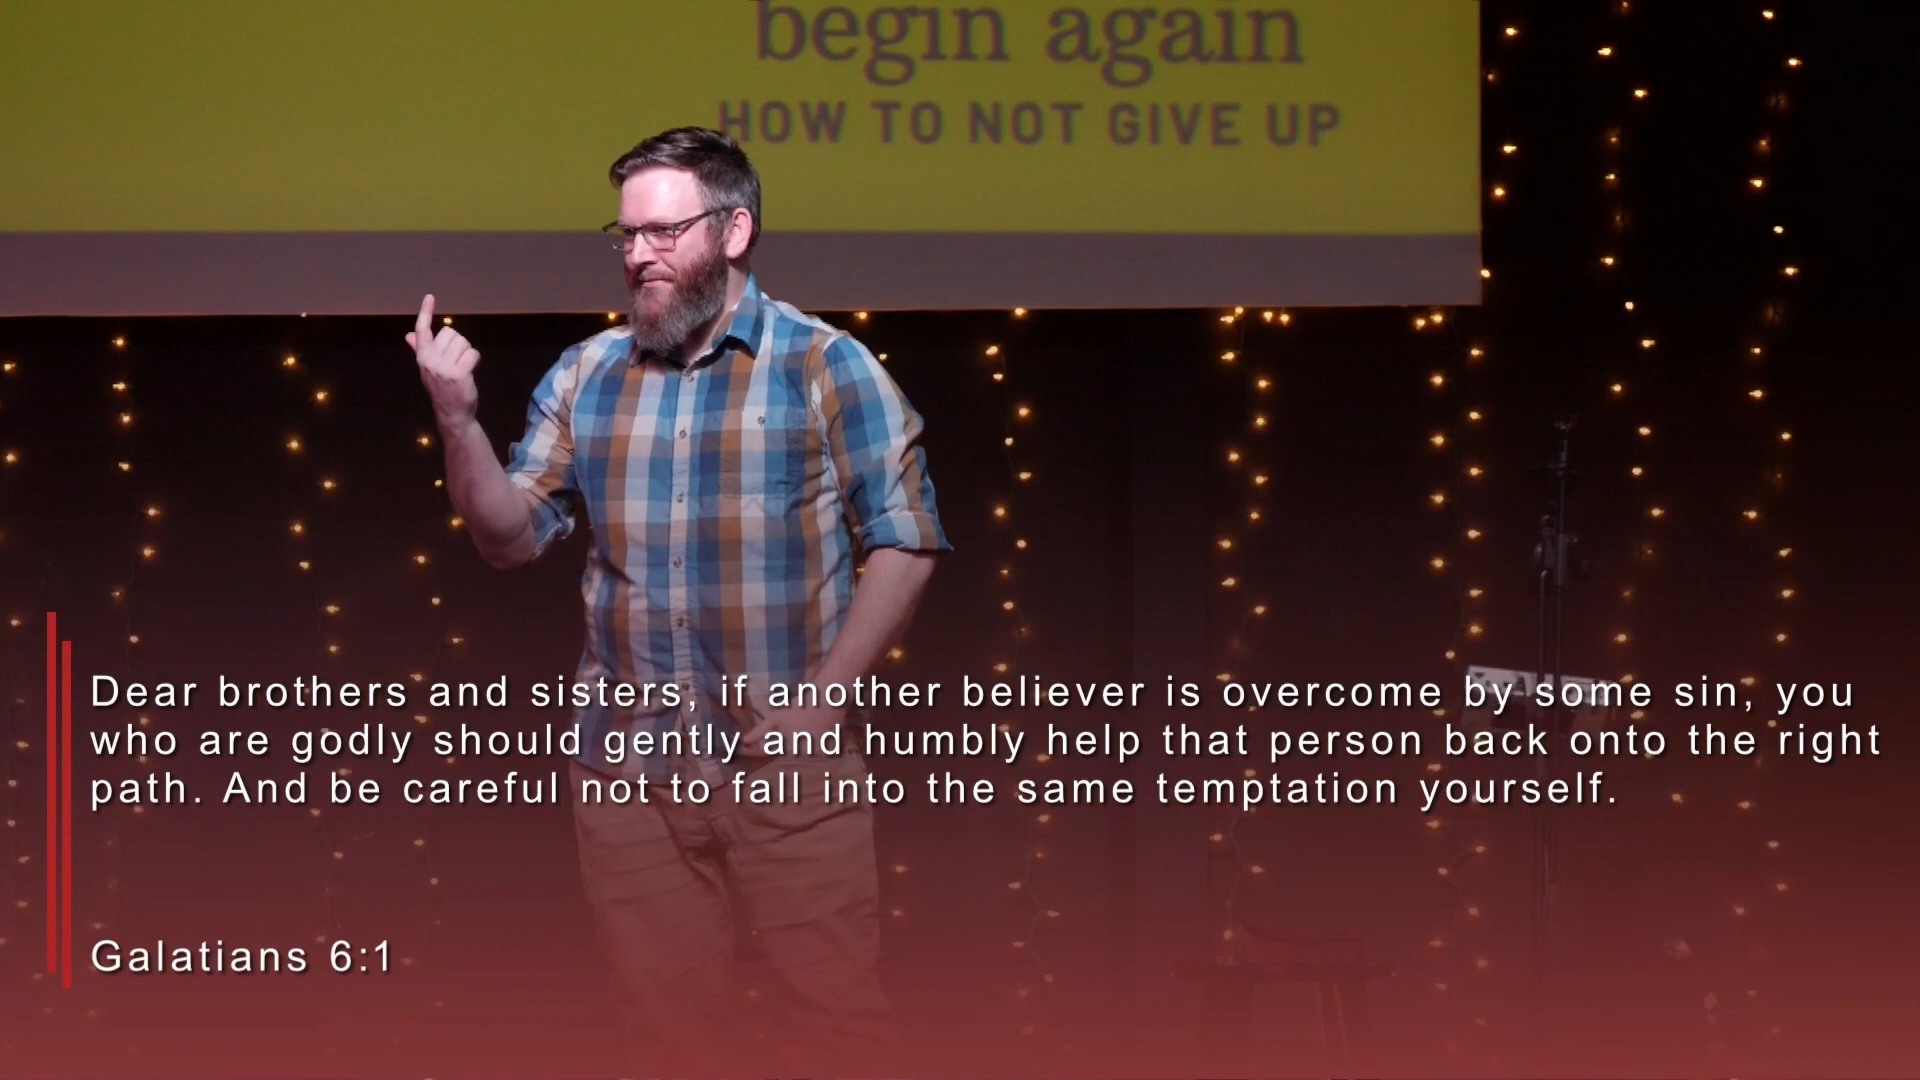 begin again
HOW TO NOT GIVE UP
Dear brothers and sisters, if another believer is overcome by some sin, you
who are godly should gently and humbly help that person back onto the right
path. And be careful not to fall into the same temptation yourself.
Galatians 6:1